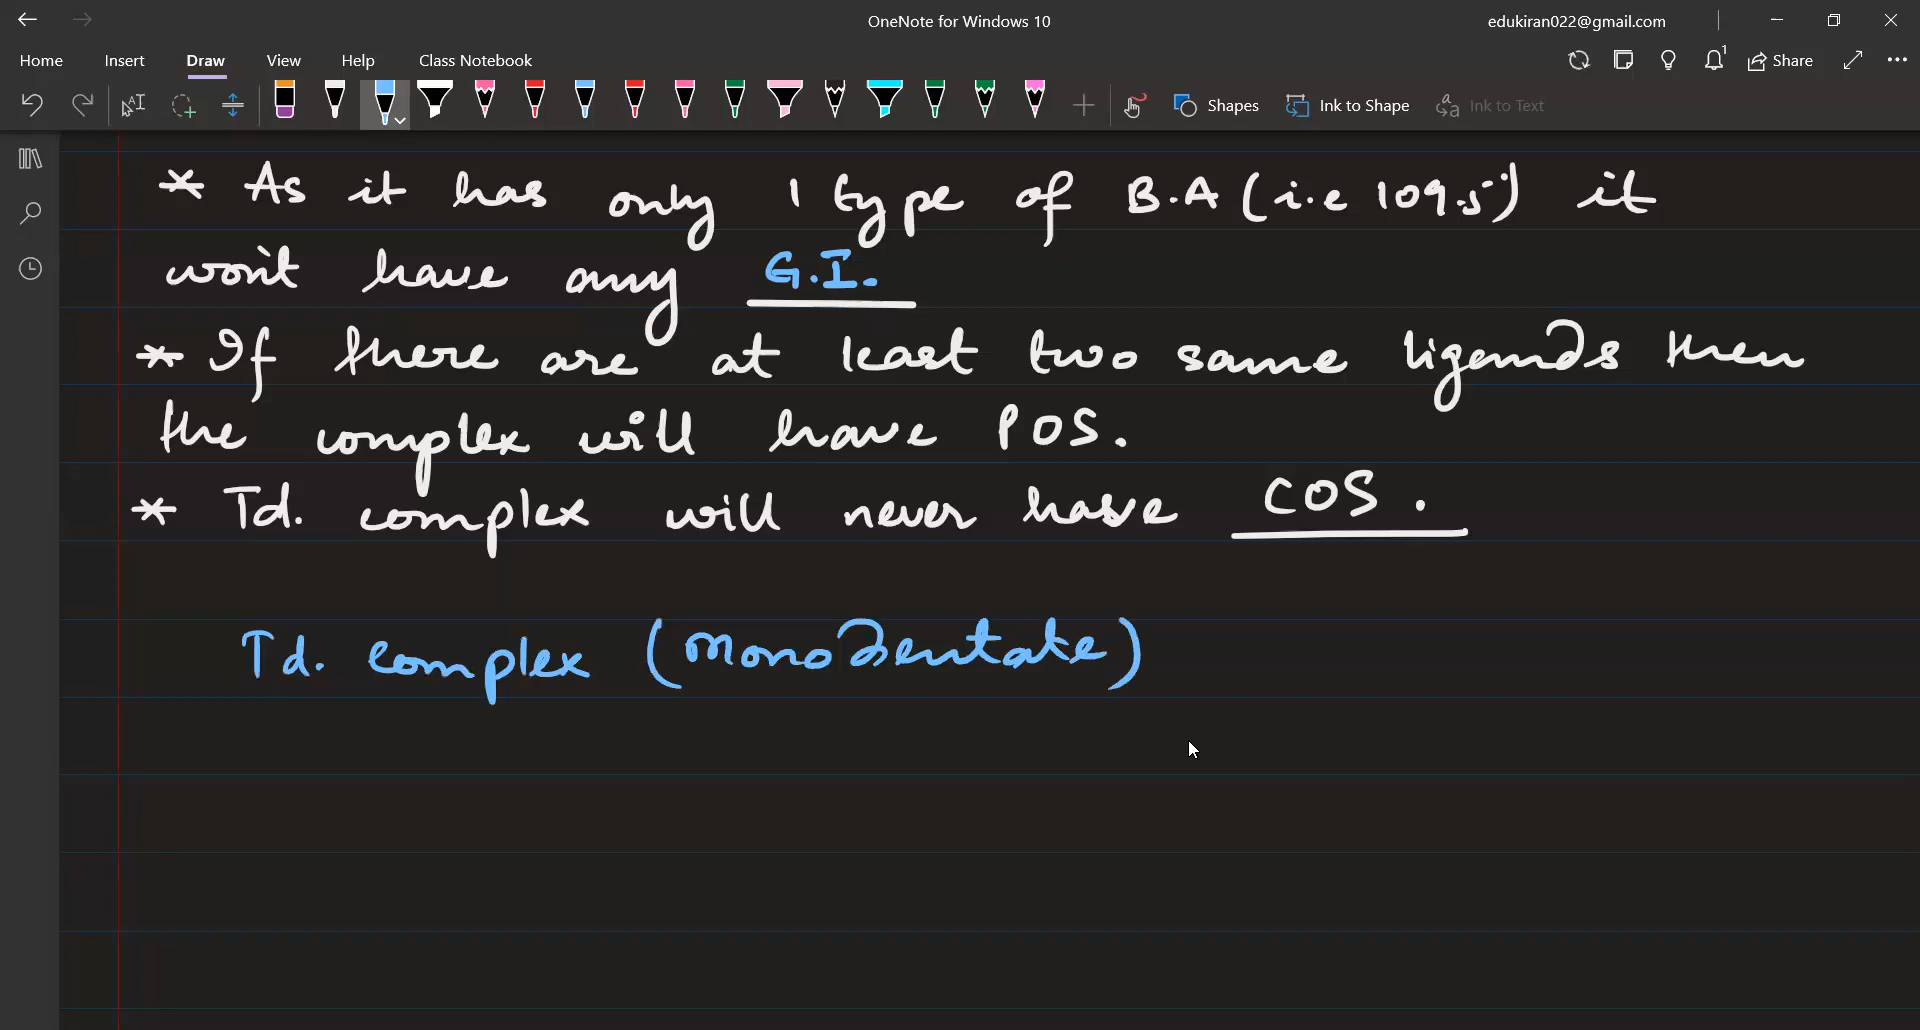 OneNote for Windows 10
edukiran022@gmail.com
Home Insert Draw View Help Class Notebook
1 Share
Shapes Ink to Shape Ink to Text
* As it has only 1 type of B.A (i.e 109.5°) it
won't have any G.I.
* If there are at least two same ligands then
the complex will have POS.
* Td. complex will never have COS.
Td. complex (monodentate)